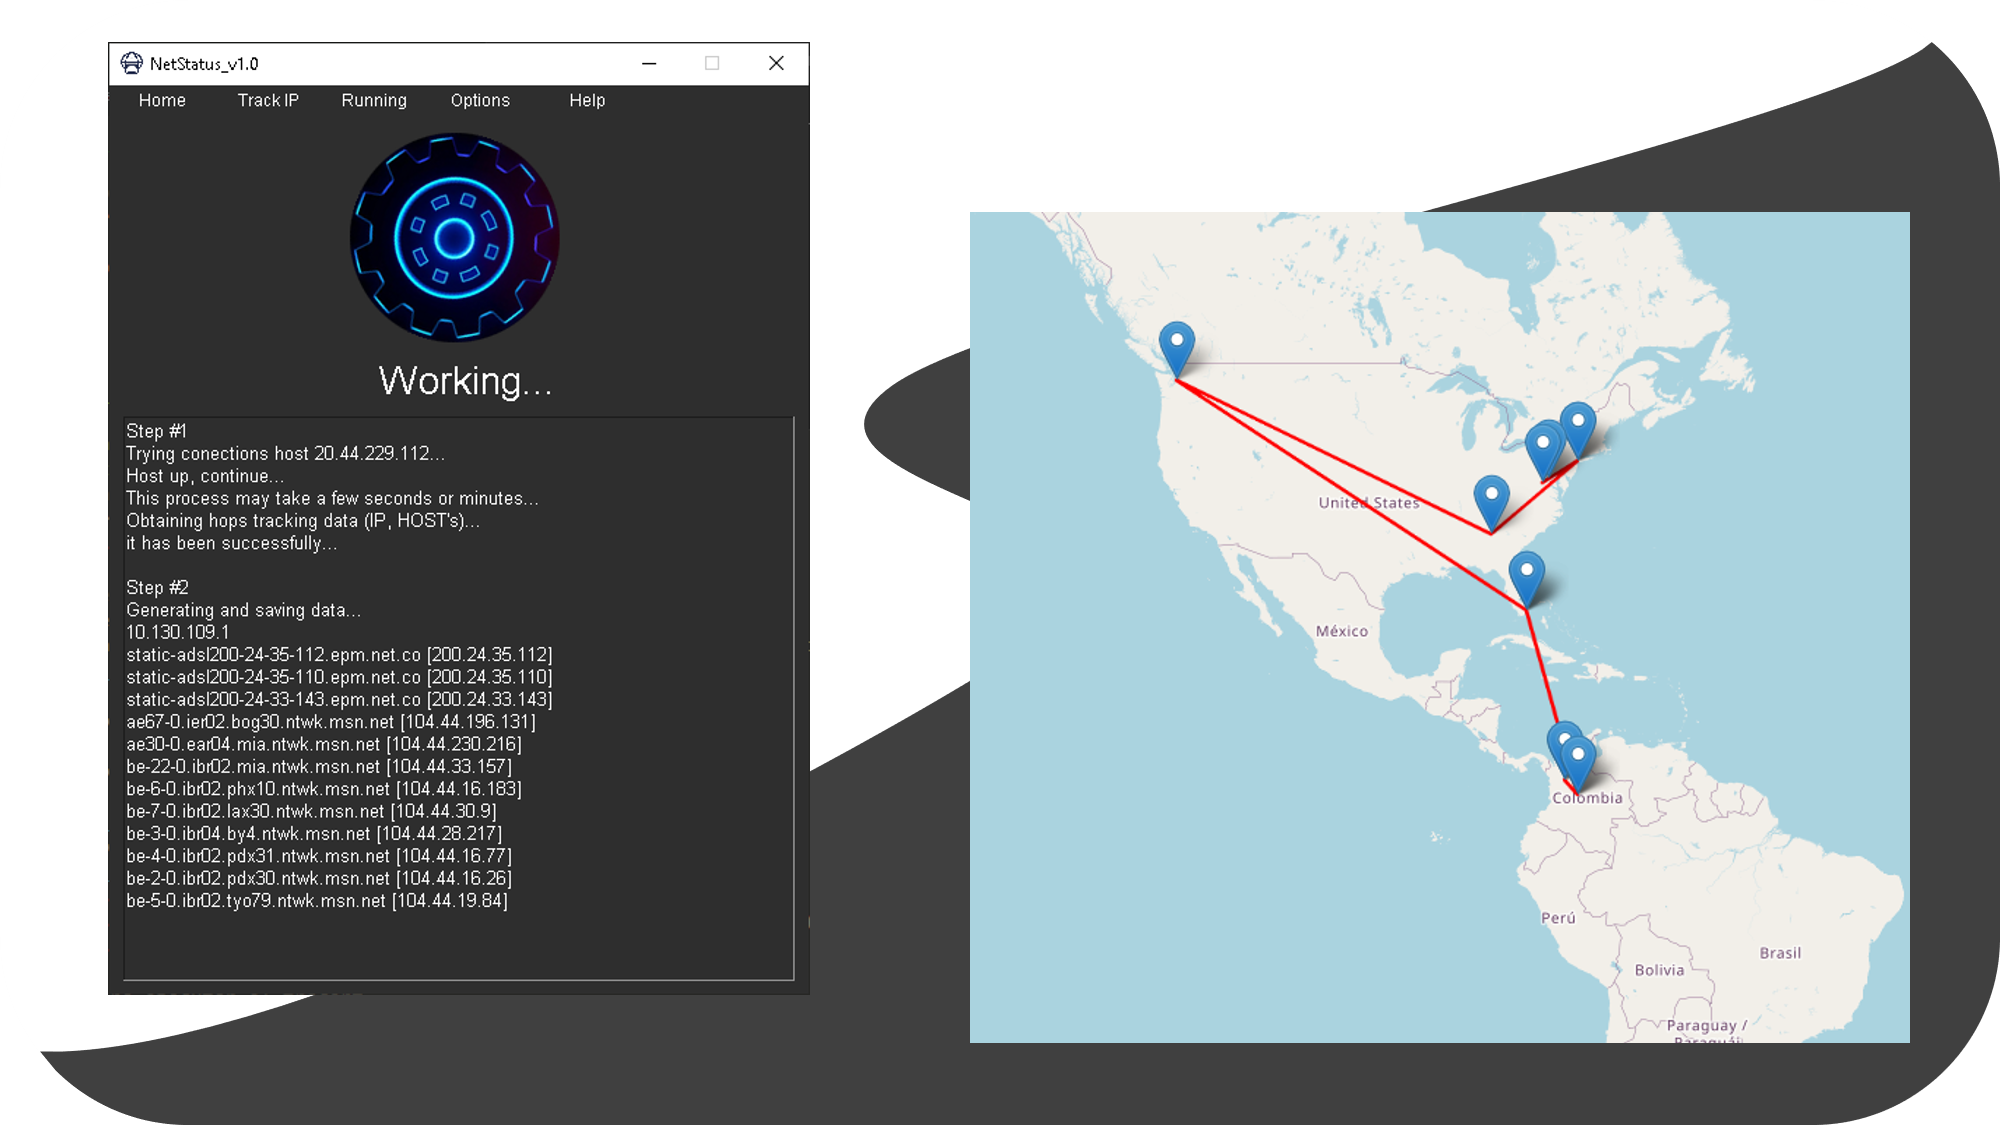 NetStatus_v1.0
Home Track IP Running Options Help
Working...
Step #1
Trying conections host 20.44.229.112...
Host up, continue...
This process may take a few seconds or minutes...
Obtaining hops tracking data (IP, HOST's)...
it has been successfully...
Step #2
Generating and saving data...
10.130.109.1
static-adsl200-24-35-112.epm.net.co [200.24.35.112]
static-adsl200-24-35-110.epm.net.co [200.24.35.110]
static-adsl200-24-33-143.epm.net.co [200.24.33.143]
ae67-0.ier02.bog30.ntwk.msn.net [104.44.196.131]
ae30-0.ear04.mia.ntwk.msn.net [104.44.230.216]
be-22-0.ibr02.mia.ntwk.msn.net [104.44.33.157]
be-6-0.ibr02.phx10.ntwk.msn.net [104.44.16.183]
be-7-0.ibr02.lax30.ntwk.msn.net [104.44.30.9]
be-3-0.ibr04.by4.ntwk.msn.net [104.44.28.217]
be-4-0.ibr02.pdx31.ntwk.msn.net [104.44.16.77]
be-2-0.ibr02.pdx30.ntwk.msn.net [104.44.16.26]
be-5-0.ibr02.tyo79.ntwk.msn.net [104.44.19.84]
United States
México
Colombia
Perú
Brasil
Bolivia
Paraguay /